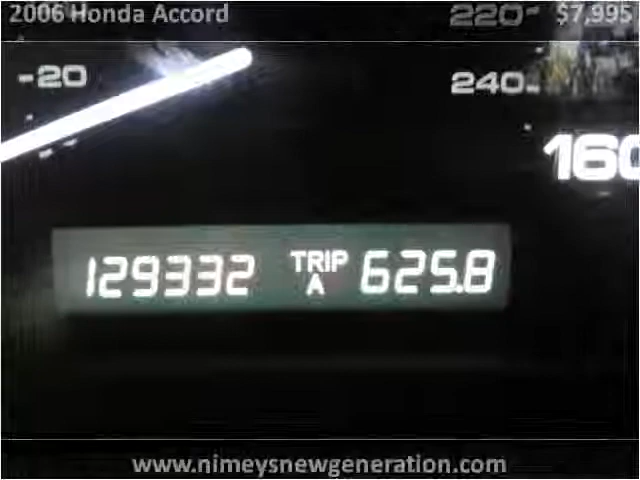 2006 Honda Accord $7,995
220-
-20 240-
160
129332 TRIP A 625.8
www.nimeysnewgeneration.com